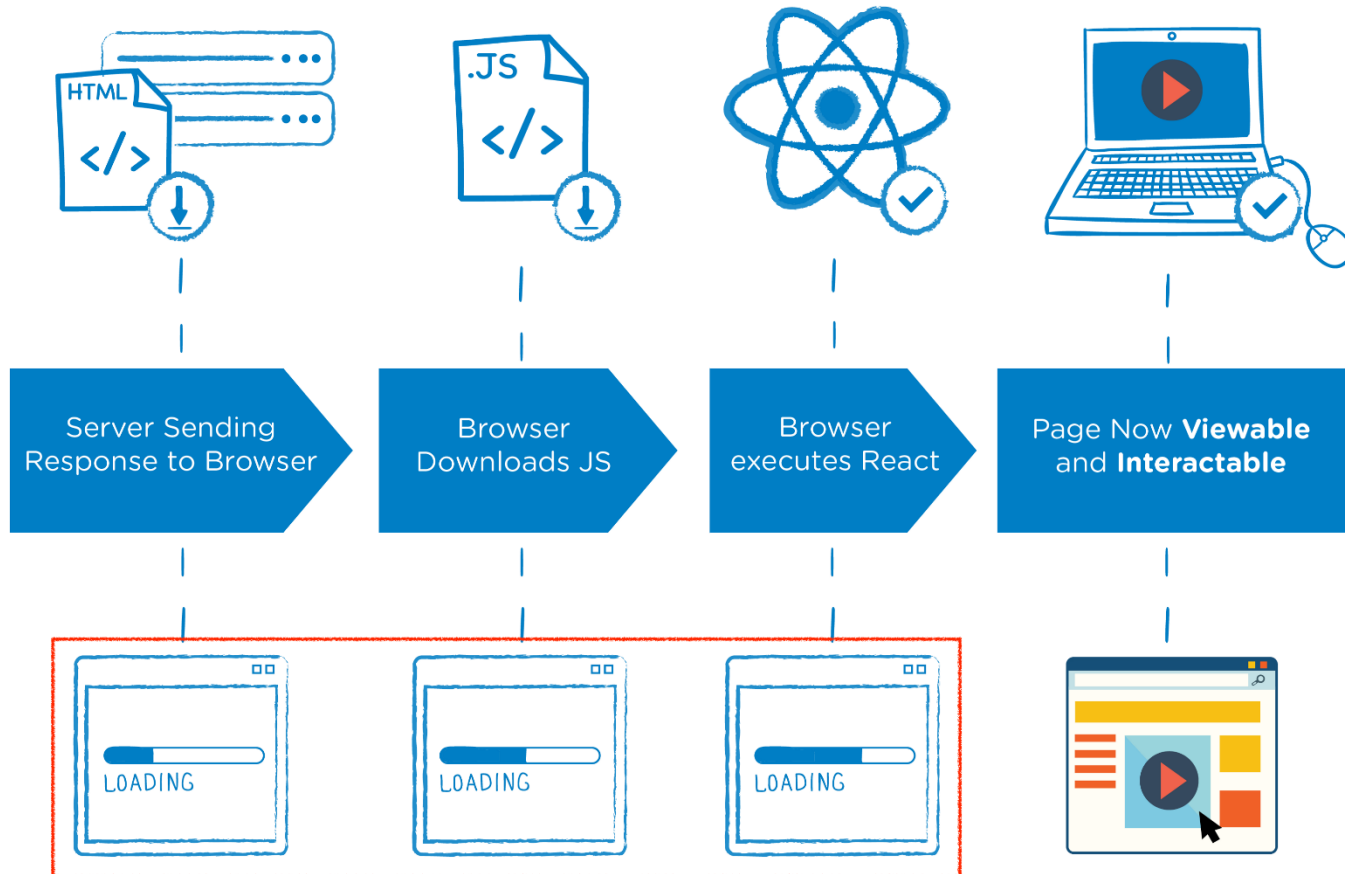 HTML
</>
.JS
</>
Server Sending
Response to Browser
Browser
Downloads JS
Browser
executes React
Page Now Viewable
and Interactable
LOADING
LOADING
LOADING